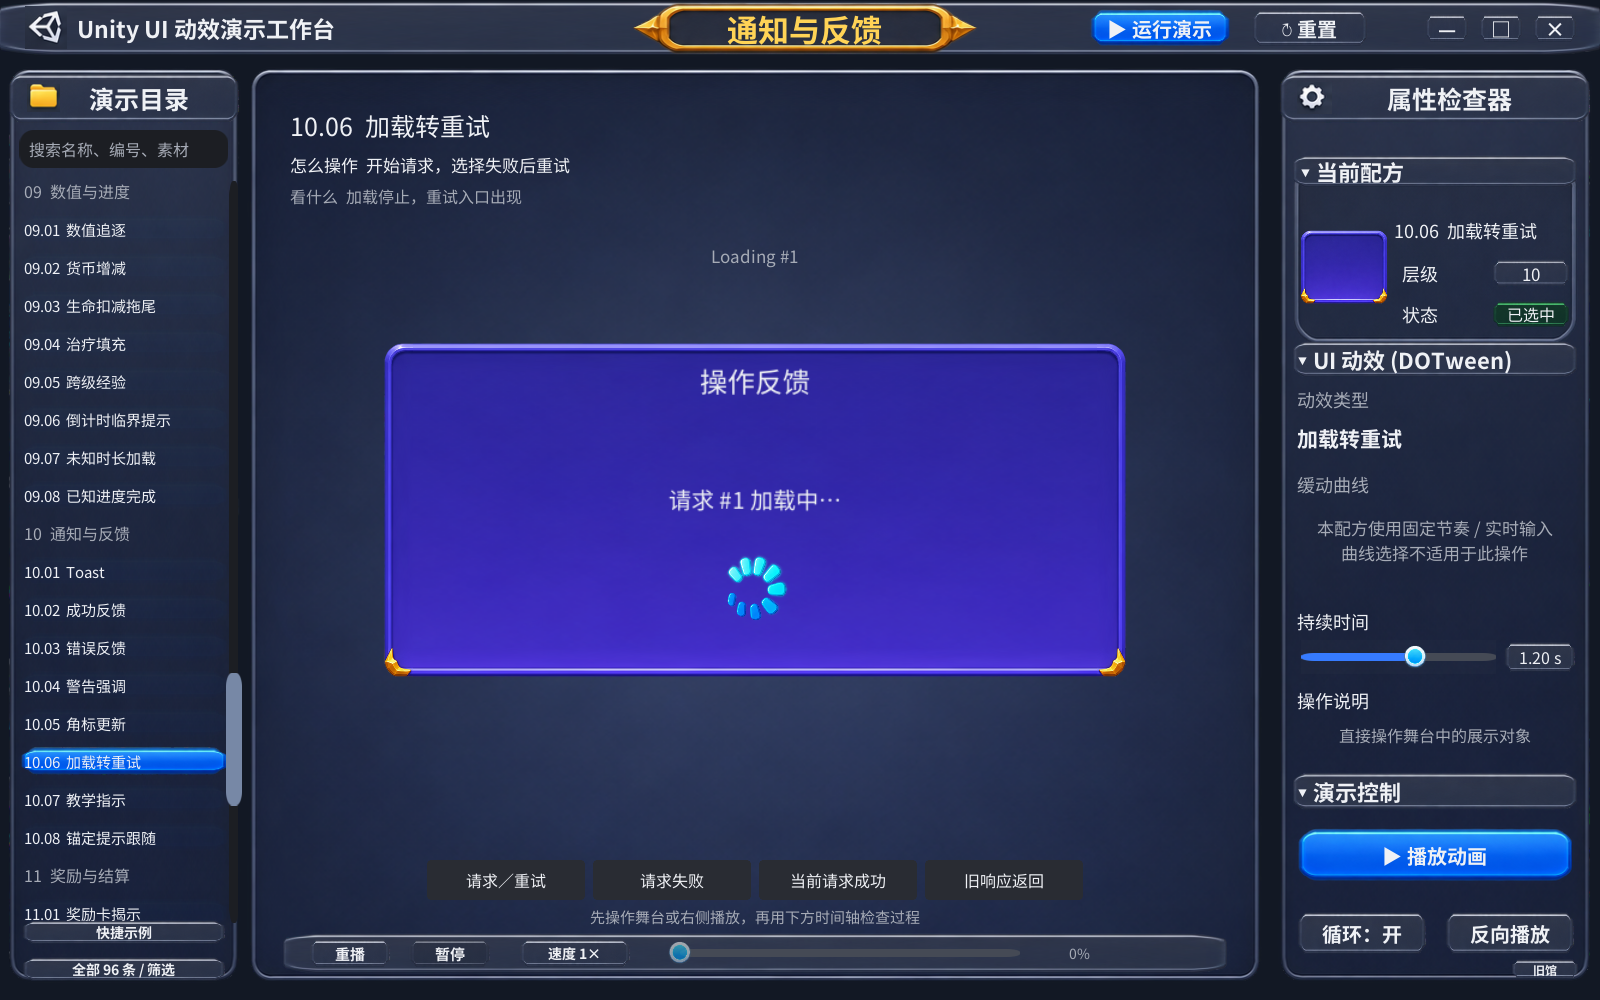 Unity UI 动效演示工作台
通知与反馈
▶ 运行演示
↻ 重置
演示目录
搜索名称、编号、素材
09 数值与进度
09.01 数值追逐
09.02 货币增减
09.03 生命扣减拖尾
09.04 治疗填充
09.05 跨级经验
09.06 倒计时临界提示
09.07 未知时长加载
09.08 已知进度完成
10 通知与反馈
10.01 Toast
10.02 成功反馈
10.03 错误反馈
10.04 警告强调
10.05 角标更新
10.06 加载转重试
10.07 教学指示
10.08 锚定提示跟随
11 奖励与结算
11.01 奖励卡揭示
快捷示例
全部 96 条 / 筛选
10.06 加载转重试
怎么操作 开始请求，选择失败后重试
看什么 加载停止，重试入口出现
Loading #1
操作反馈
请求 #1 加载中…
请求／重试
请求失败
当前请求成功
旧响应返回
先操作舞台或右侧播放，再用下方时间轴检查过程
重播
暂停
速度 1×
0%
属性检查器
▾ 当前配方
10.06 加载转重试
层级
10
状态
已选中
▾ UI 动效 (DOTween)
动效类型
加载转重试
缓动曲线
本配方使用固定节奏 / 实时输入
曲线选择不适用于此操作
持续时间
1.20 s
操作说明
直接操作舞台中的展示对象
▾ 演示控制
▶ 播放动画
循环：开
反向播放
旧馆